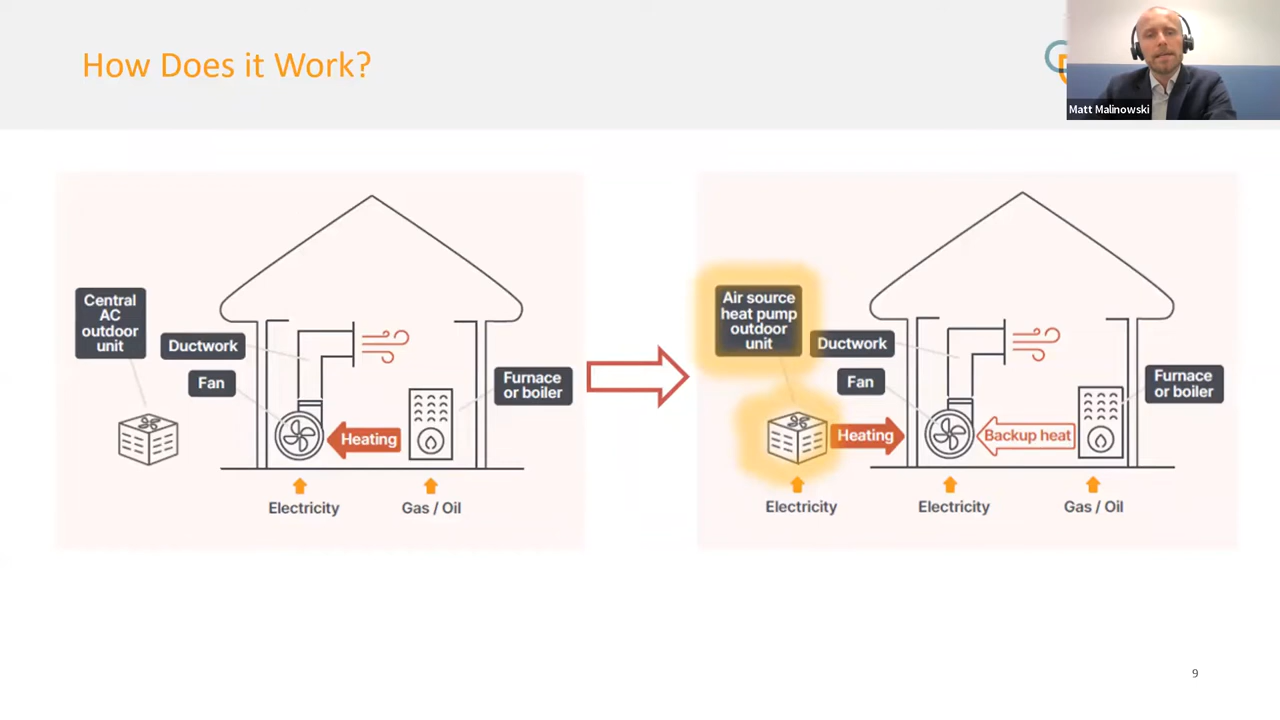 How Does it Work?
Matt Malinowski
Central
AC
outdoor
unit
Ductwork
Fan
Heating
Furnace
or boiler
Electricity
Gas / Oil
Air source
heat pump
outdoor
unit
Ductwork
Fan
Heating
Backup heat
Furnace
or boiler
Electricity
Electricity
Gas / Oil
9